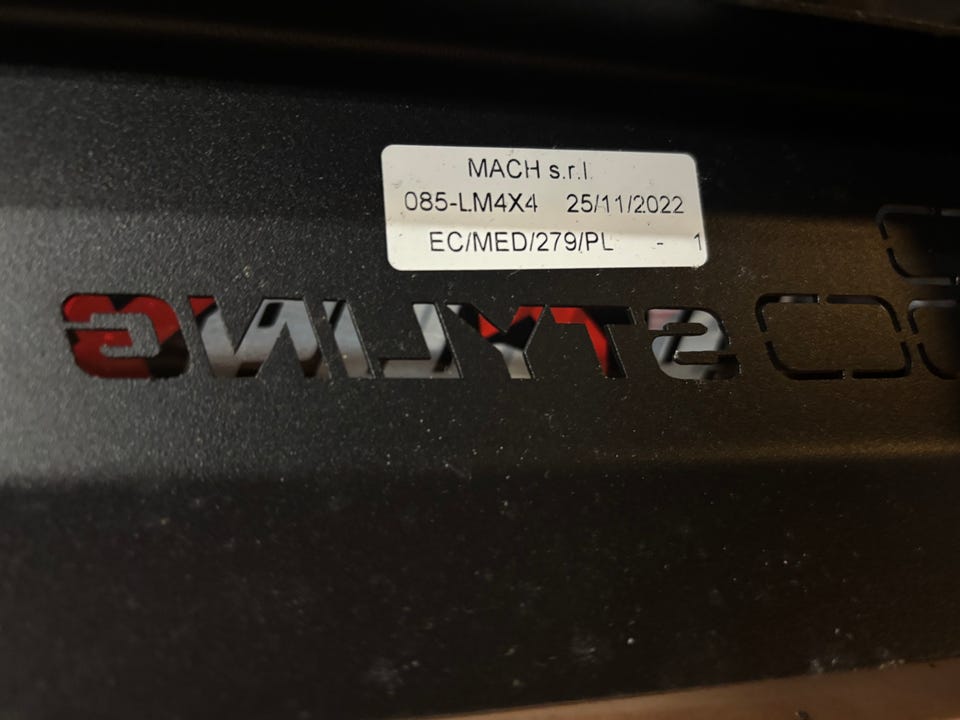 MACH s.r.l.
085-LM4X4 25/11/2022
EC/MED/279/PL - 1
STYLING